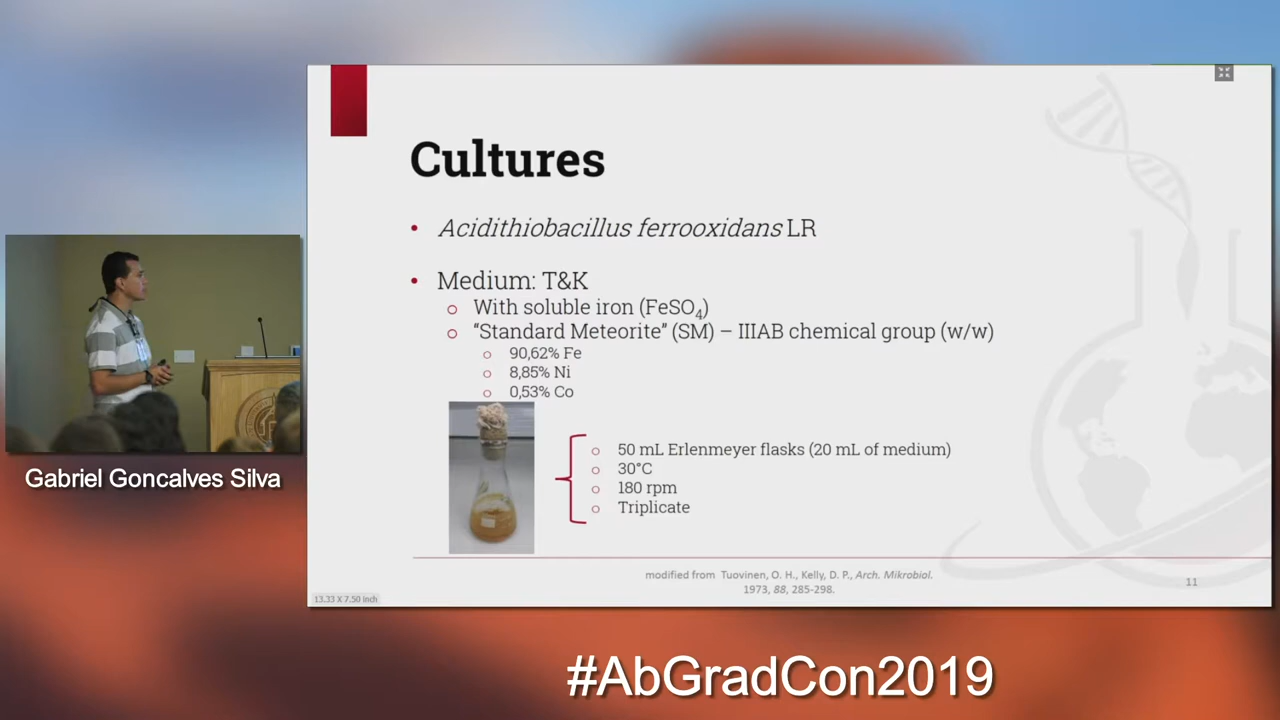 Cultures
• Acidithiobacillus ferrooxidans LR
• Medium: T&K
○ With soluble iron (FeSO₄)
○ “Standard Meteorite” (SM) – IIIAB chemical group (w/w)
○ 90,62% Fe
○ 8,85% Ni
○ 0,53% Co
○ 50 mL Erlenmeyer flasks (20 mL of medium)
○ 30°C
○ 180 rpm
○ Triplicate
modified from Tuovinen, O. H., Kelly, D. P., Arch. Mikrobiol.
1973, 88, 285-298.
11
13.33 X 7.50 inch
Gabriel Goncalves Silva
#AbGradCon2019